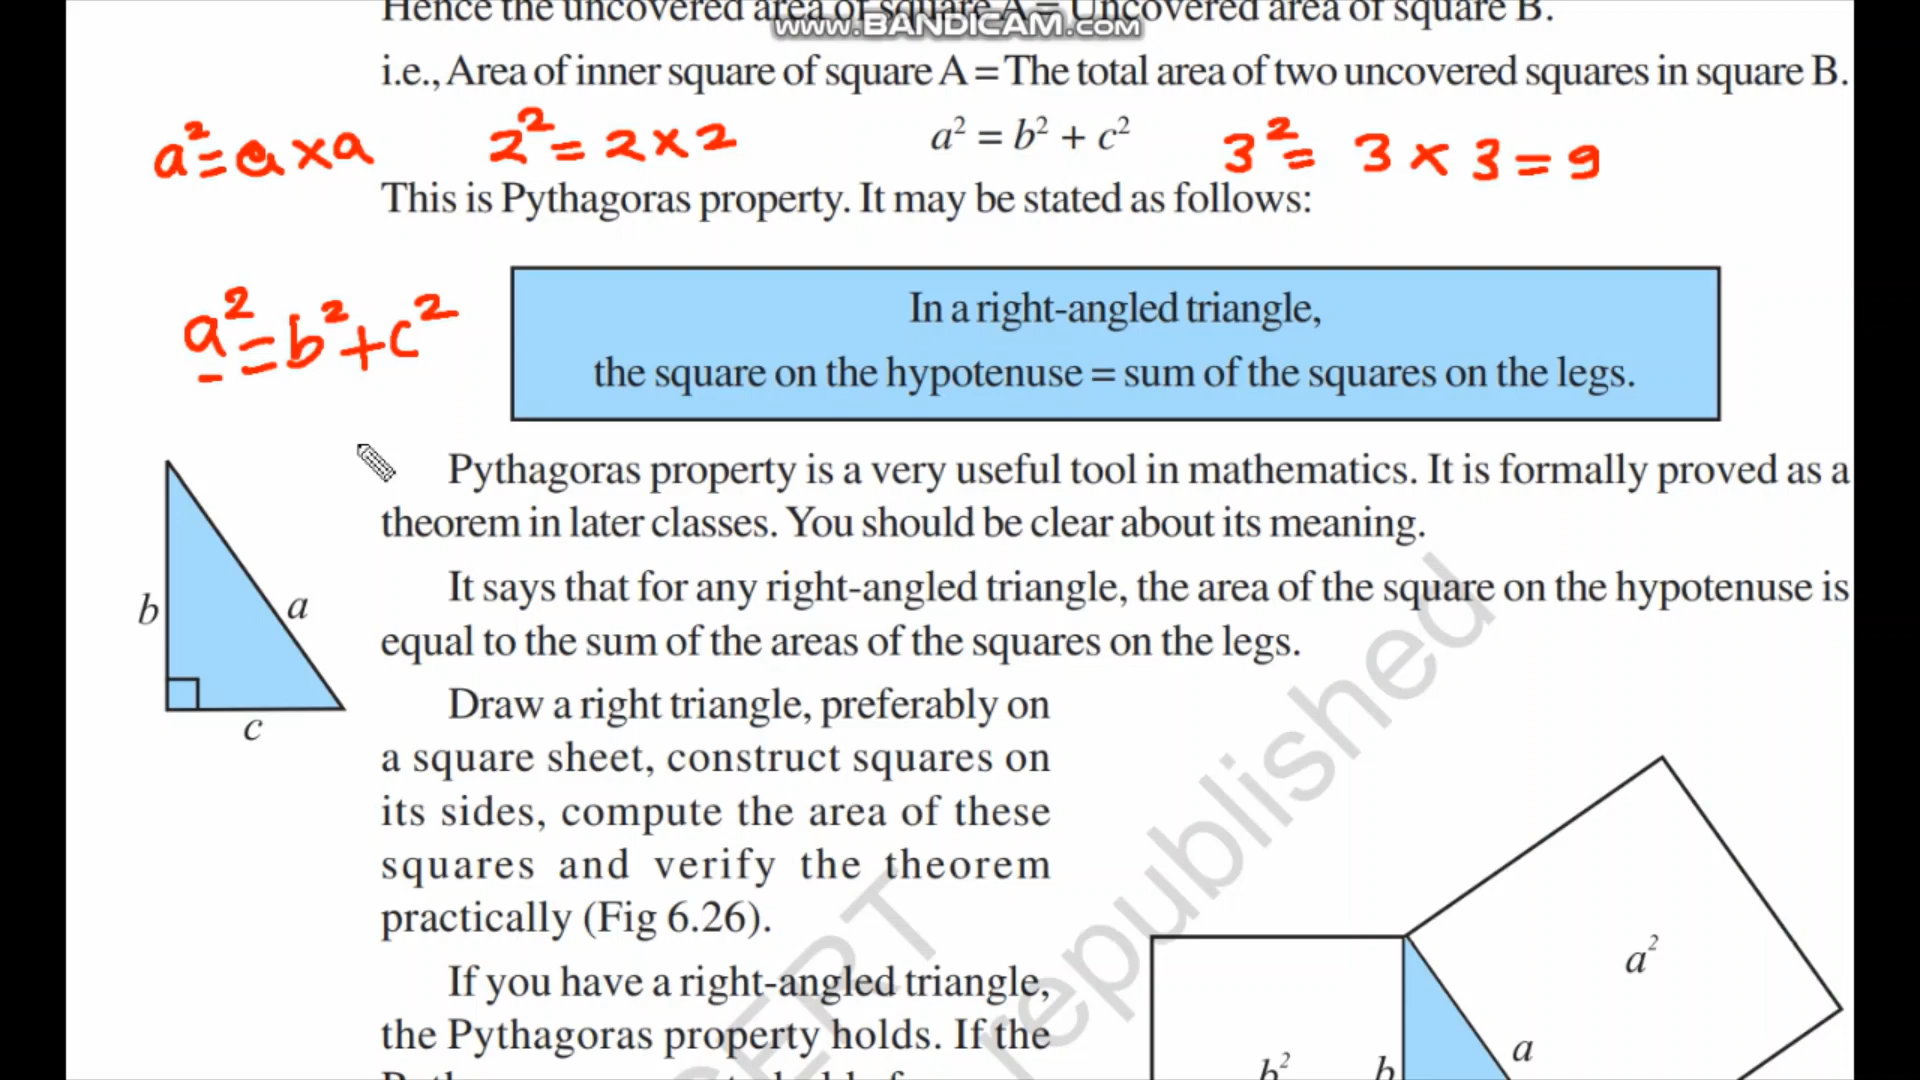 Hence the uncovered area of square A = Uncovered area of square B.
www.BANDICAM.com
i.e., Area of inner square of square A = The total area of two uncovered squares in square B.
a² = a × a
2² = 2 × 2
a² = b² + c²
3² = 3 × 3 = 9
This is Pythagoras property. It may be stated as follows:
a² = b² + c²
In a right-angled triangle,
the square on the hypotenuse = sum of the squares on the legs.
Pythagoras property is a very useful tool in mathematics. It is formally proved as a
theorem in later classes. You should be clear about its meaning.
It says that for any right-angled triangle, the area of the square on the hypotenuse is
equal to the sum of the areas of the squares on the legs.
b
a
c
Draw a right triangle, preferably on
a square sheet, construct squares on
its sides, compute the area of these
squares and verify the theorem
practically (Fig 6.26).
If you have a right-angled triangle,
the Pythagoras property holds. If the
a²
b²
b
a
republished